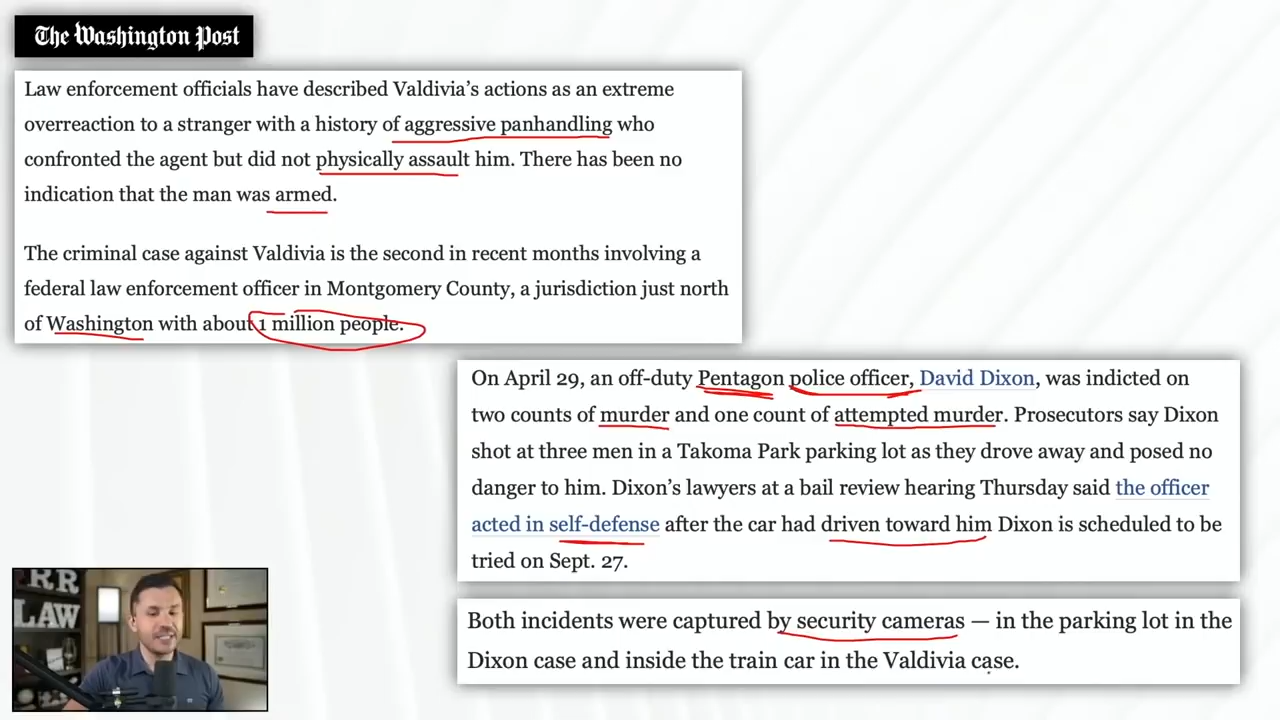 The Washington Post
Law enforcement officials have described Valdivia’s actions as an extreme
overreaction to a stranger with a history of aggressive panhandling who
confronted the agent but did not physically assault him. There has been no
indication that the man was armed.
The criminal case against Valdivia is the second in recent months involving a
federal law enforcement officer in Montgomery County, a jurisdiction just north
of Washington with about 1 million people.
On April 29, an off-duty Pentagon police officer, David Dixon, was indicted on
two counts of murder and one count of attempted murder. Prosecutors say Dixon
shot at three men in a Takoma Park parking lot as they drove away and posed no
danger to him. Dixon’s lawyers at a bail review hearing Thursday said the officer
acted in self-defense after the car had driven toward him Dixon is scheduled to be
tried on Sept. 27.
Both incidents were captured by security cameras — in the parking lot in the
Dixon case and inside the train car in the Valdivia case.
RR
LAW